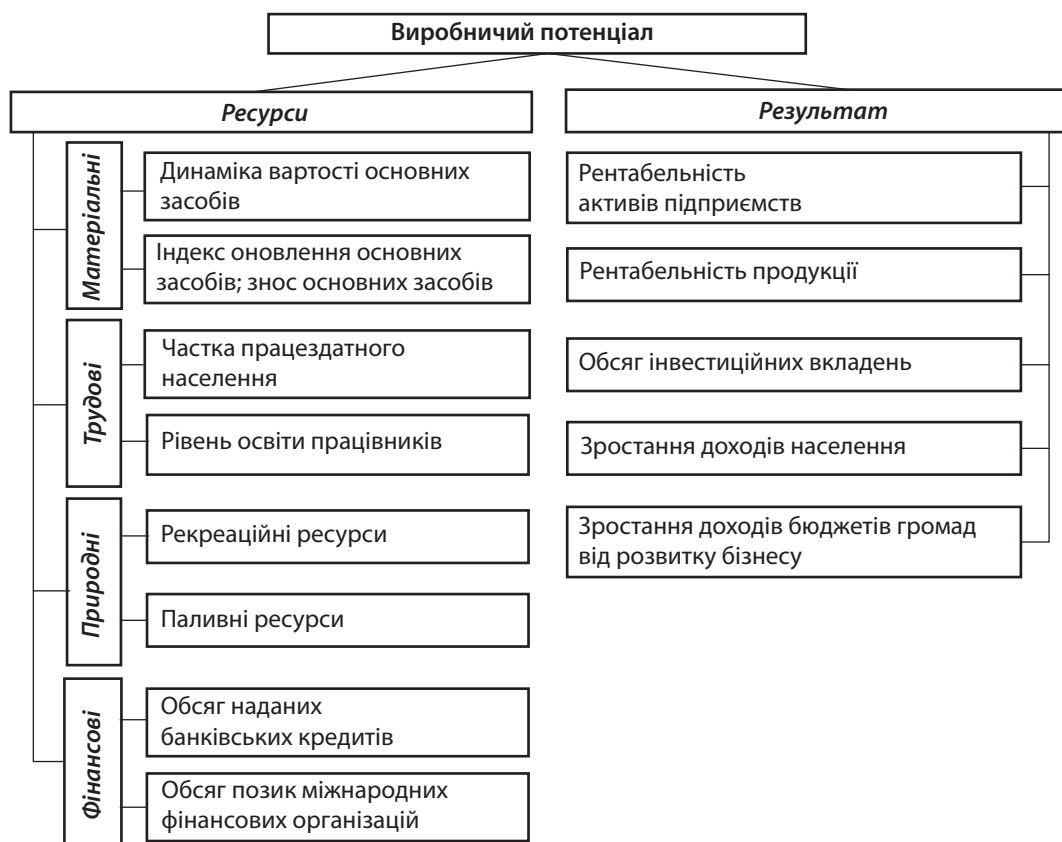 Виробничий потенціал
Ресурси
Матеріальні
Динаміка вартості основних
засобів
Індекс оновлення основних
засобів; знос основних засобів
Трудові
Частка працездатного
населення
Рівень освіти працівників
Природні
Рекреаційні ресурси
Паливні ресурси
Фінансові
Обсяг наданих
банківських кредитів
Обсяг позик міжнародних
фінансових організацій
Результат
Рентабельність
активів підприємств
Рентабельність продукції
Обсяг інвестиційних вкладень
Зростання доходів населення
Зростання доходів бюджетів громад
від розвитку бізнесу